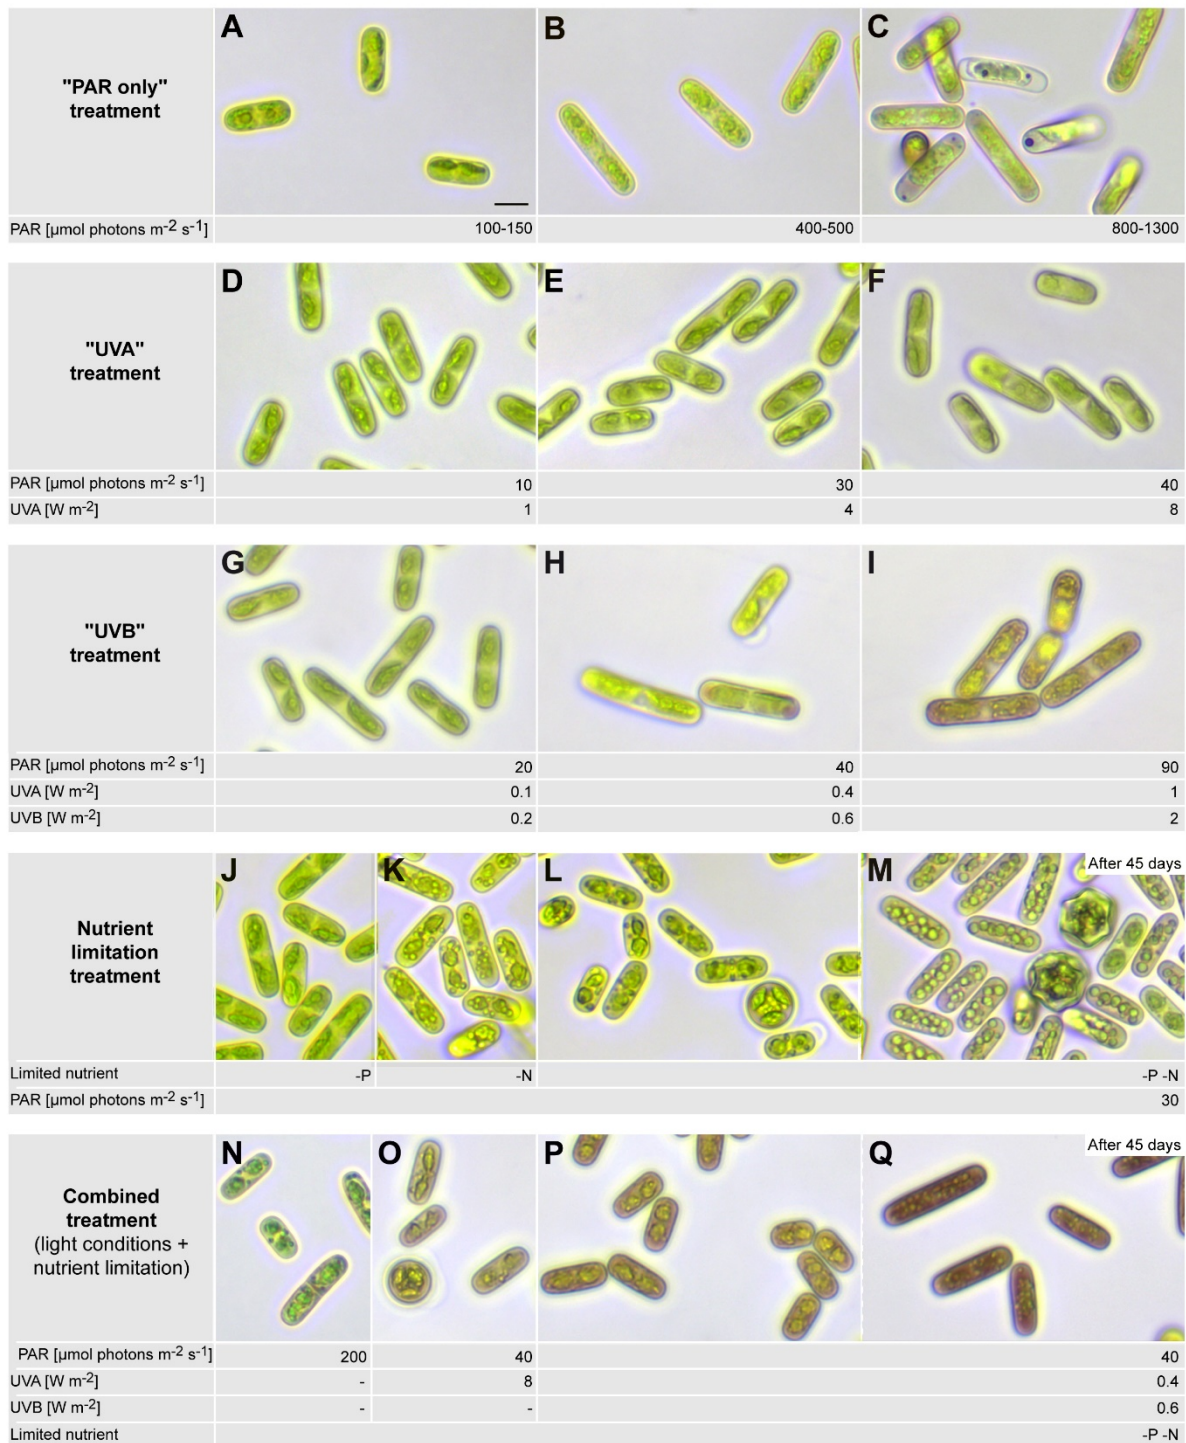 A B C
"PAR only"
treatment
PAR [µmol photons m-2 s-1] 100-150 400-500 800-1300
D E F
"UVA"
treatment
PAR [µmol photons m-2 s-1] 10 30 40
UVA [W m-2] 1 4 8
G H I
"UVB"
treatment
PAR [µmol photons m-2 s-1] 20 40 90
UVA [W m-2] 0.1 0.4 1
UVB [W m-2] 0.2 0.6 2
J K L M After 45 days
Nutrient
limitation
treatment
Limited nutrient -P -N -P -N
PAR [µmol photons m-2 s-1] 30
N O P Q After 45 days
Combined
treatment
(light conditions +
nutrient limitation)
PAR [µmol photons m-2 s-1] 200 40 40
UVA [W m-2] - 8 0.4
UVB [W m-2] - - 0.6
Limited nutrient -P -N